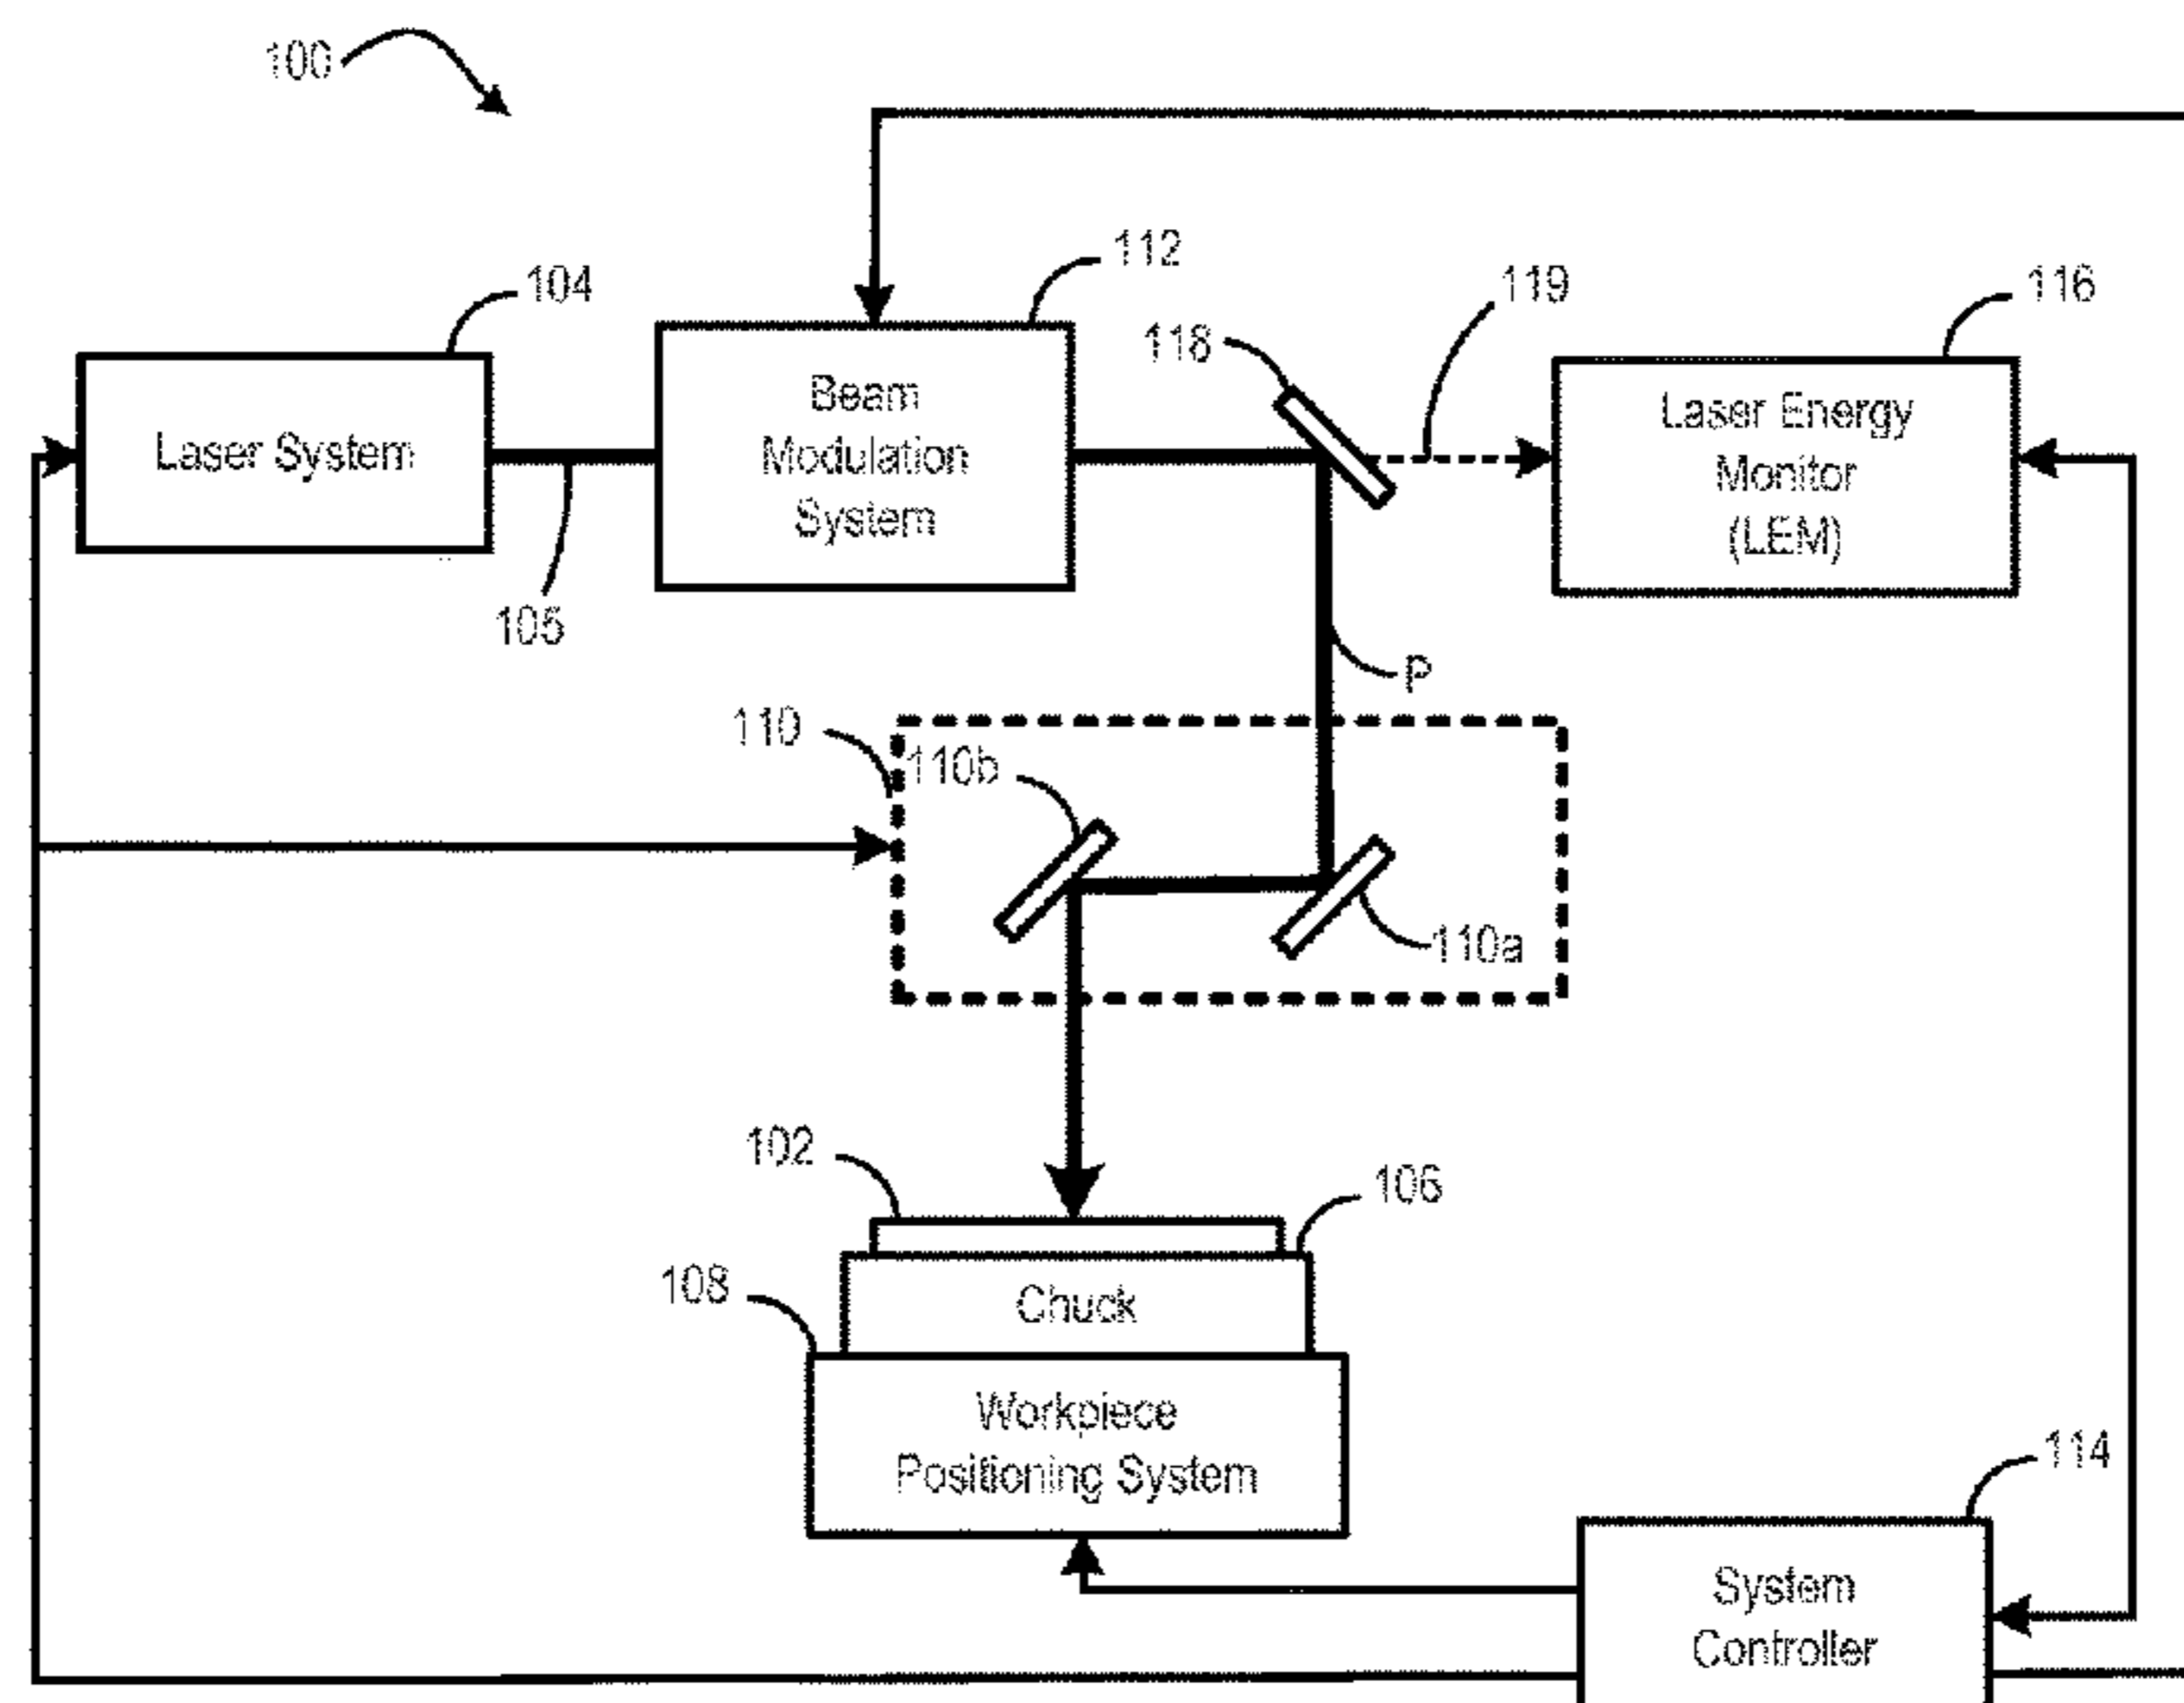 100
112
104
119
116
118
Beam
Modulation
System
Laser System
Laser Energy
Monitor
(LEM)
105
P
110
110b
110a
102
106
108
Chuck
Workpiece
Positioning System
114
System
Controller